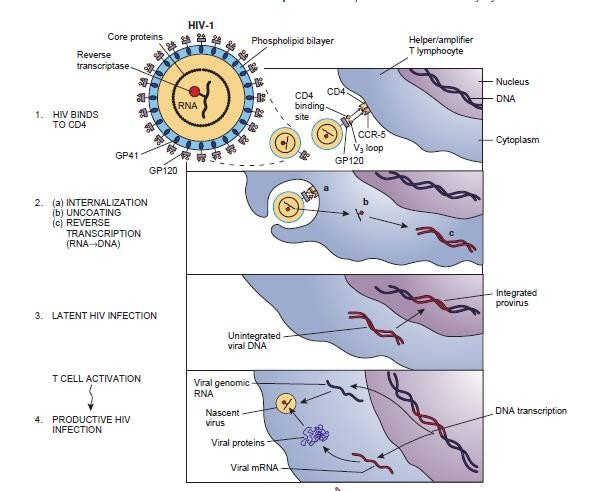 HIV-1
Core proteins
Phospholipid bilayer
Reverse
transcriptase
RNA
GP41
GP120
Helper/amplifier
T lymphocyte
Nucleus
DNA
Cytoplasm
CD4
CD4
binding
site
CCR-5
V3 loop
GP120
1. HIV BINDS
TO CD4
2. (a) INTERNALIZATION
(b) UNCOATING
(c) REVERSE
TRANSCRIPTION
(RNA→DNA)
a
b
c
3. LATENT HIV INFECTION
Unintegrated
viral DNA
Integrated
provirus
T CELL ACTIVATION
4. PRODUCTIVE HIV
INFECTION
Viral genomic
RNA
Nascent
virus
Viral proteins
Viral mRNA
DNA transcription